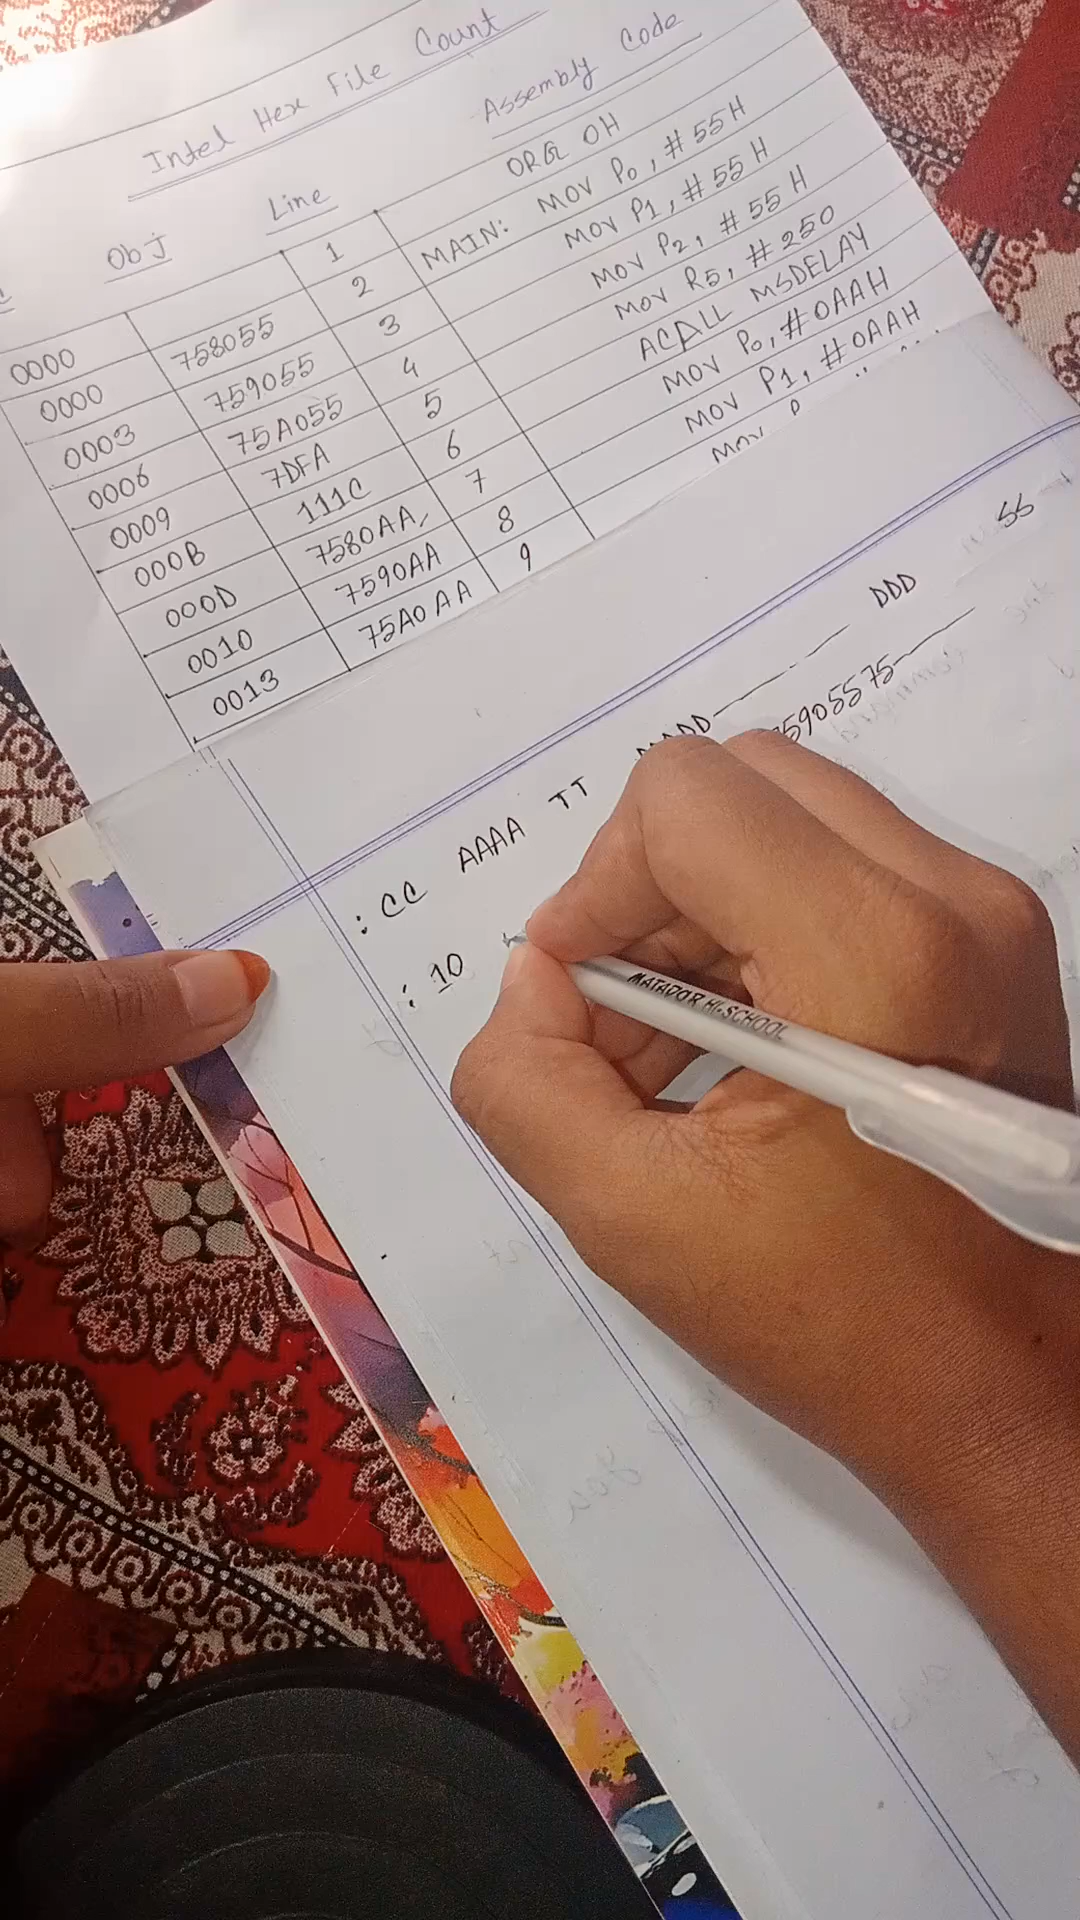 Intel Hex File Count
Obj Line Assembly Code
0000 1 ORG 0H
0000 758055 2 MAIN: MOV P0, #55H
0003 759055 3 MOV P1, #55H
0006 75A055 4 MOV P2, #55H
0009 7DFA 5 MOV R5, #250
000B 111C 6 ACALL MSDELAY
000D 7580AA 7 MOV P0, #0AAH
0010 7590AA 8 MOV P1, #0AAH
0013 75A0AA 9 MOV
: CC AAAA TT DDD SS
: 10 5905575
MATADOR HI-SCHOOL